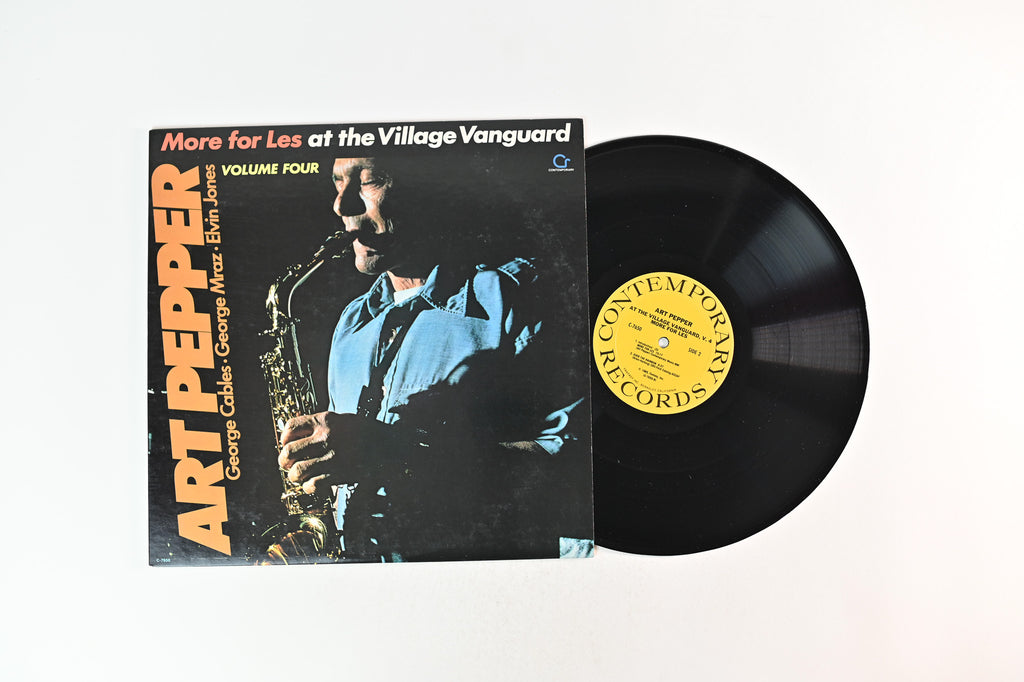 More for Les at the Village Vanguard
VOLUME FOUR
CONTEMPORARY
ART PEPPER
George Cables · George Mraz · Elvin Jones
C-7650
CONTEMPORARY
RECORDS
ART PEPPER
AT THE VILLAGE VANGUARD, V. 4
MORE FOR LES
C-7650
SIDE 2